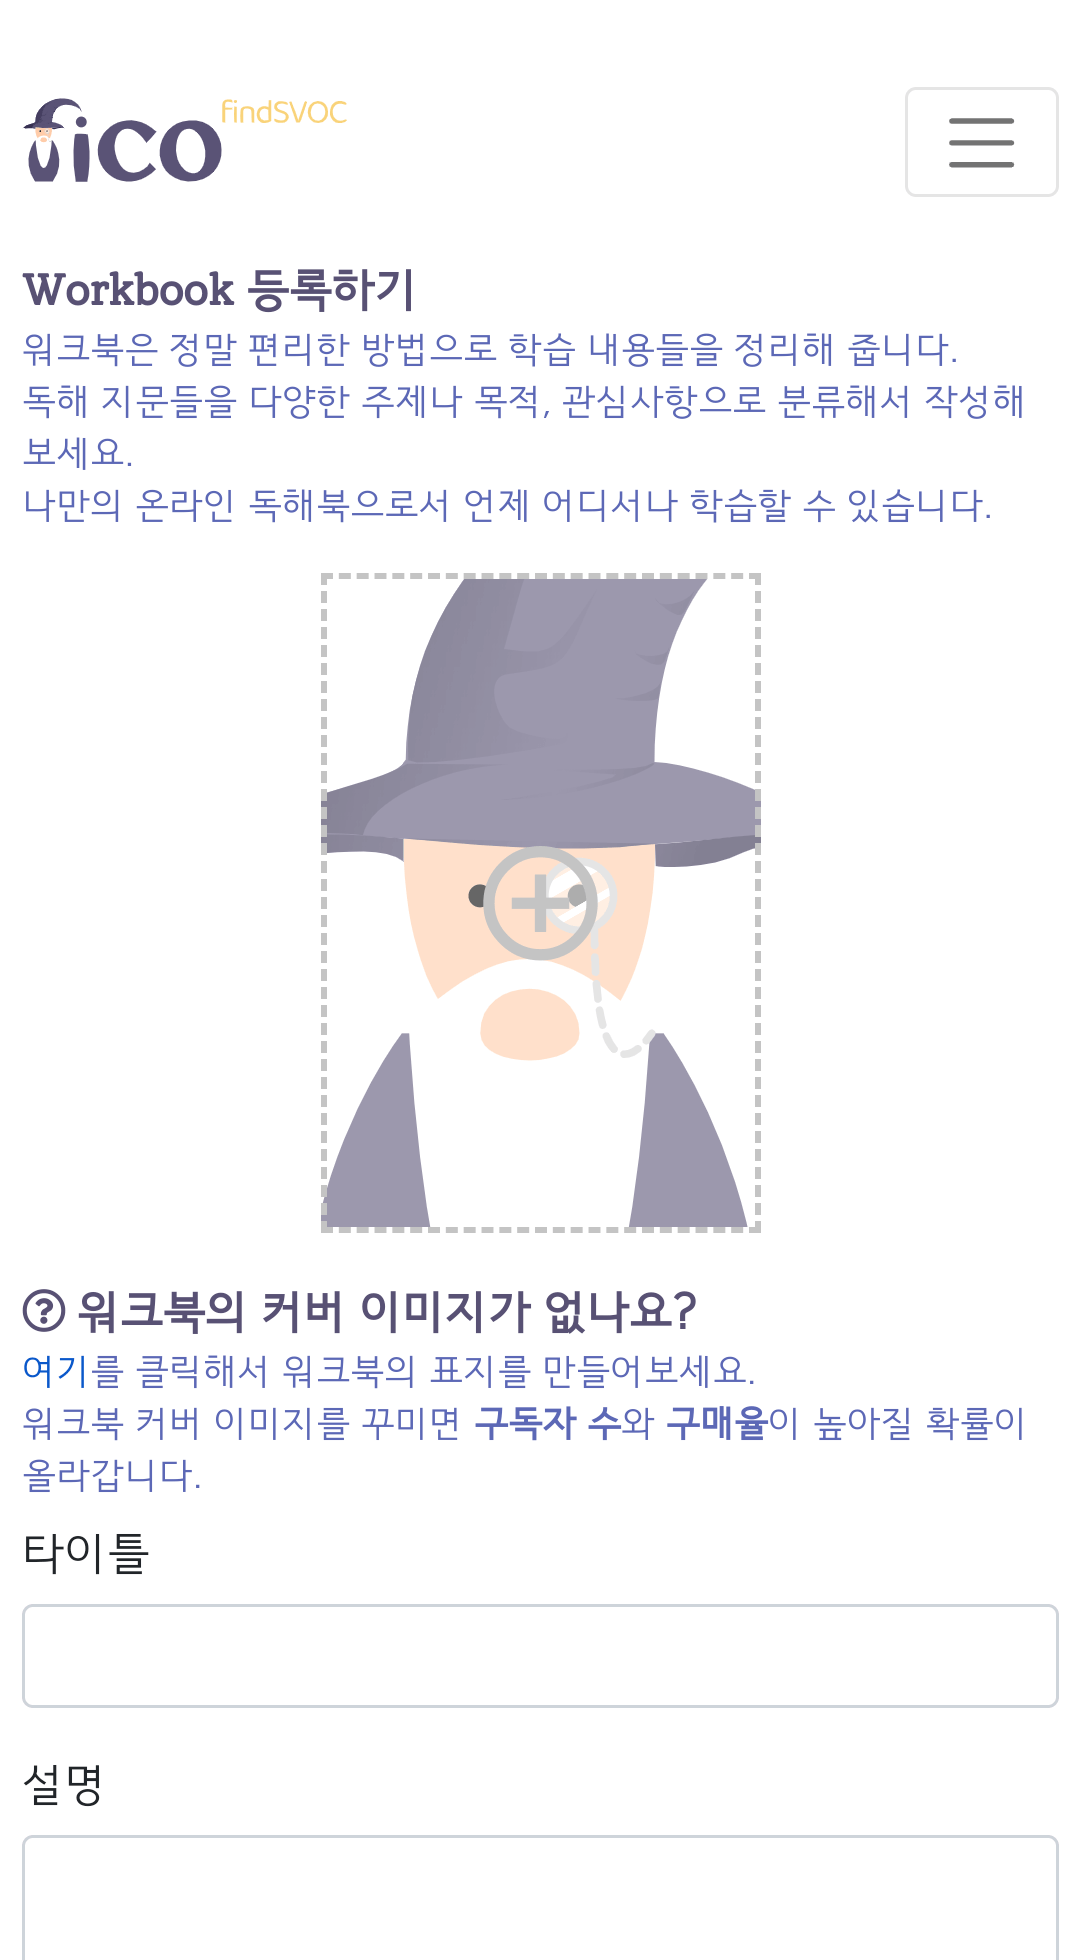 fico findSVOC
Workbook 등록하기
워크북은 정말 편리한 방법으로 학습 내용들을 정리해 줍니다.
독해 지문들을 다양한 주제나 목적, 관심사항으로 분류해서 작성해
보세요.
나만의 온라인 독해북으로서 언제 어디서나 학습할 수 있습니다.
워크북의 커버 이미지가 없나요?
여기를 클릭해서 워크북의 표지를 만들어보세요.
워크북 커버 이미지를 꾸미면 구독자 수와 구매율이 높아질 확률이
올라갑니다.
타이틀
설명